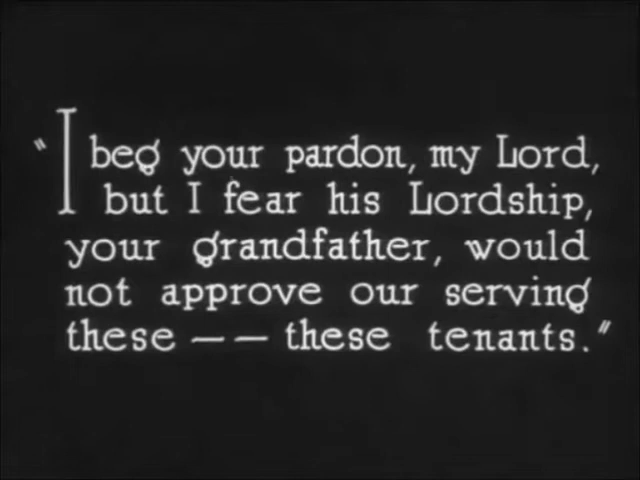 "I beg your pardon, my Lord,
but I fear his Lordship,
your grandfather, would
not approve our serving
these —— these tenants."